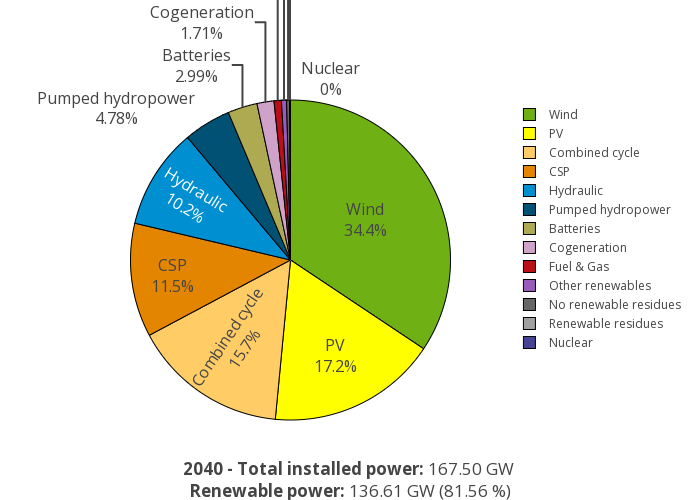 Cogeneration
1.71%
Batteries
2.99%
Nuclear
0%
Pumped hydropower
4.78%
Hydraulic
10.2%
Wind
34.4%
CSP
11.5%
Combined cycle
15.7%
PV
17.2%
Wind
PV
Combined cycle
CSP
Hydraulic
Pumped hydropower
Batteries
Cogeneration
Fuel & Gas
Other renewables
No renewable residues
Renewable residues
Nuclear
2040 - Total installed power: 167.50 GW
Renewable power: 136.61 GW (81.56 %)